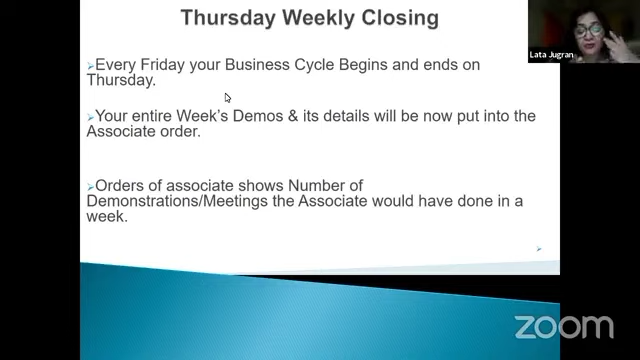 Thursday Weekly Closing
Lata Jugran
➢Every Friday your Business Cycle Begins and ends on
Thursday.
➢Your entire Week's Demos & its details will be now put into the
Associate order.
➢Orders of associate shows Number of
Demonstrations/Meetings the Associate would have done in a
week.
zoom